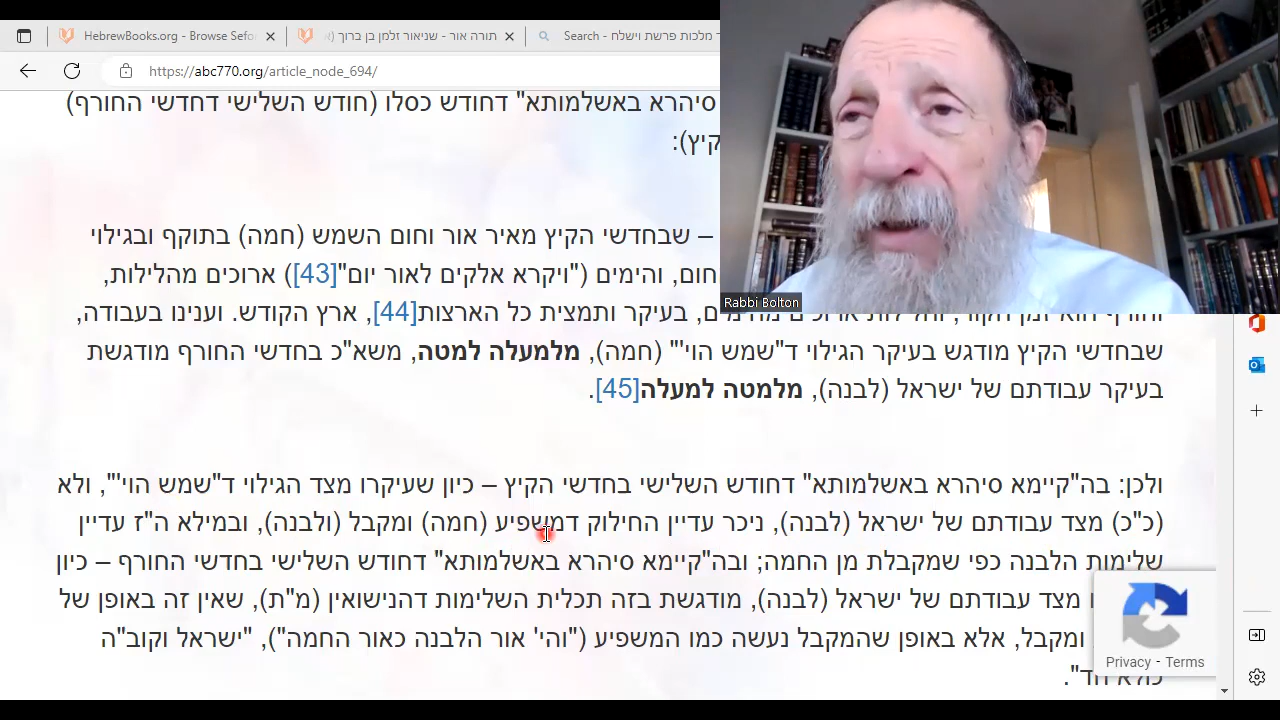 HebrewBooks.org - Browse Sefo
תורה אור - שניאור זלמן בן ברוך (א
Search - ר מלכות פרשת וישלח
https://abc770.org/article_node_694/
סיהרא באשלמותא" דחודש כסלו (חודש השלישי דחדשי החורף)
קיץ):
– שבחדשי הקיץ מאיר אור וחום השמש (חמה) בתוקף ובגילוי
חום, והימים ("ויקרא אלקים לאור יום"[43]) ארוכים מהלילות,
בעיקר ותמצית כל הארצות[44], ארץ הקודש. וענינו בעבודה,
שבחדשי הקיץ מודגש בעיקר הגילוי ד"שמש הוי'" (חמה), מלמעלה למטה, משא"כ בחדשי החורף מודגשת
בעיקר עבודתם של ישראל (לבנה), מלמטה למעלה[45].
ולכן: בה"קיימא סיהרא באשלמותא" דחודש השלישי בחדשי הקיץ – כיון שעיקרו מצד הגילוי ד"שמש הוי'", ולא
(כ"כ) מצד עבודתם של ישראל (לבנה), ניכר עדיין החילוק דמשפיע (חמה) ומקבל (ולבנה), ובמילא ה"ז עדיין
שלימות הלבנה כפי שמקבלת מן החמה; ובה"קיימא סיהרא באשלמותא" דחודש השלישי בחדשי החורף – כיון
מצד עבודתם של ישראל (לבנה), מודגשת בזה תכלית השלימות דהנישואין (מ"ת), שאין זה באופן של
ומקבל, אלא באופן שהמקבל נעשה כמו המשפיע ("והי' אור הלבנה כאור החמה"), "ישראל וקוב"ה
כולא חד".
Rabbi Bolton
Privacy - Terms